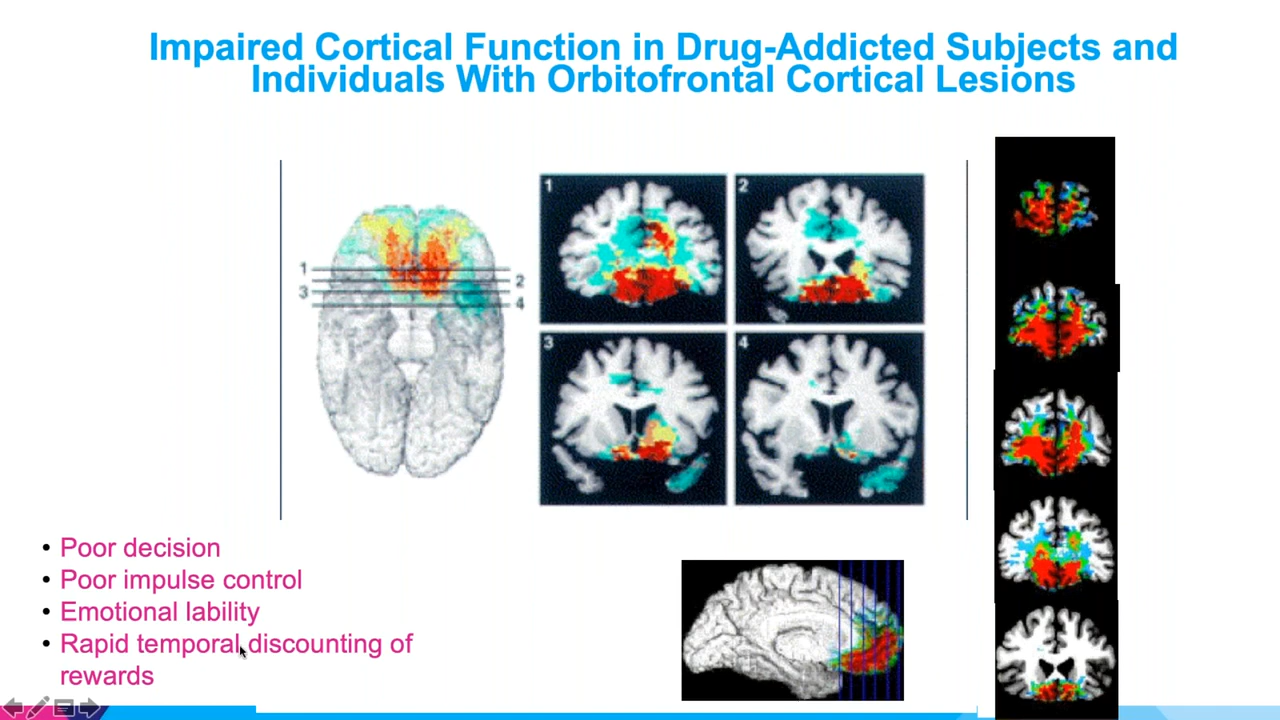 Impaired Cortical Function in Drug-Addicted Subjects and
Individuals With Orbitofrontal Cortical Lesions
1
2
3
4
1
2
3
4
• Poor decision
• Poor impulse control
• Emotional lability
• Rapid temporal discounting of
rewards